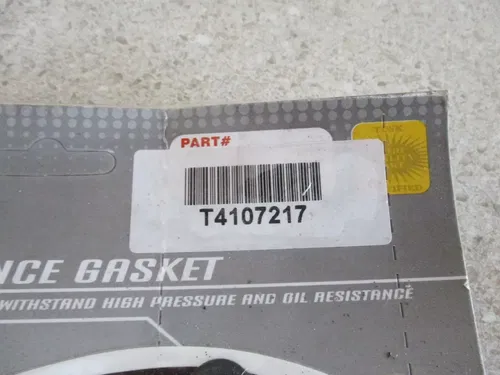 PART#
T4107217
NCE GASKET
WITHSTAND HIGH PRESSURE AND OIL RESISTANCE